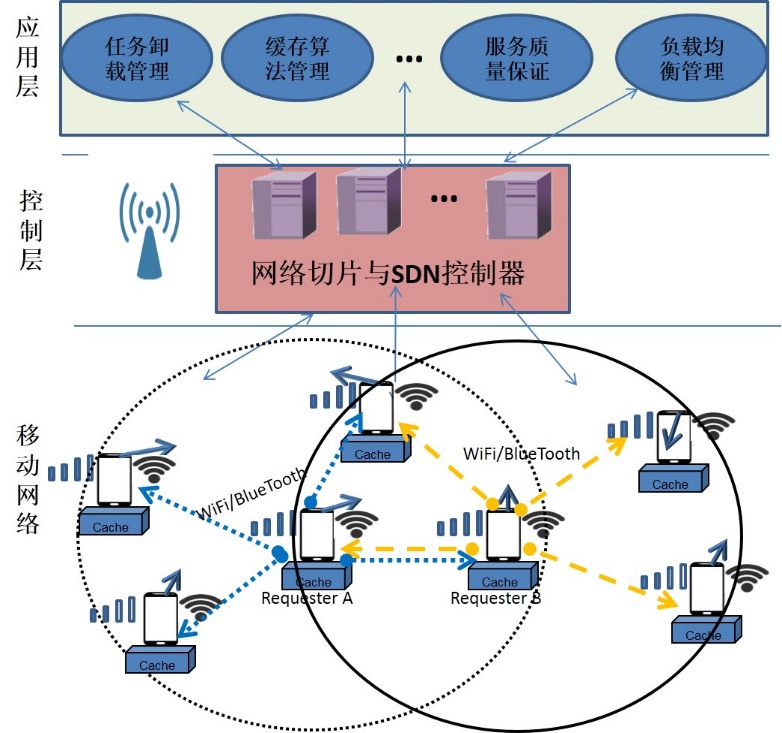 应用层
任务卸
载管理
缓存算
法管理
...
服务质
量保证
负载均
衡管理
控制层
...
网络切片与SDN控制器
移动网络
Cache
WiFi/BlueTooth
WiFi/BlueTooth
Cache
Cache
Cache
Requester A
Cache
Requester B
Cache
Cache